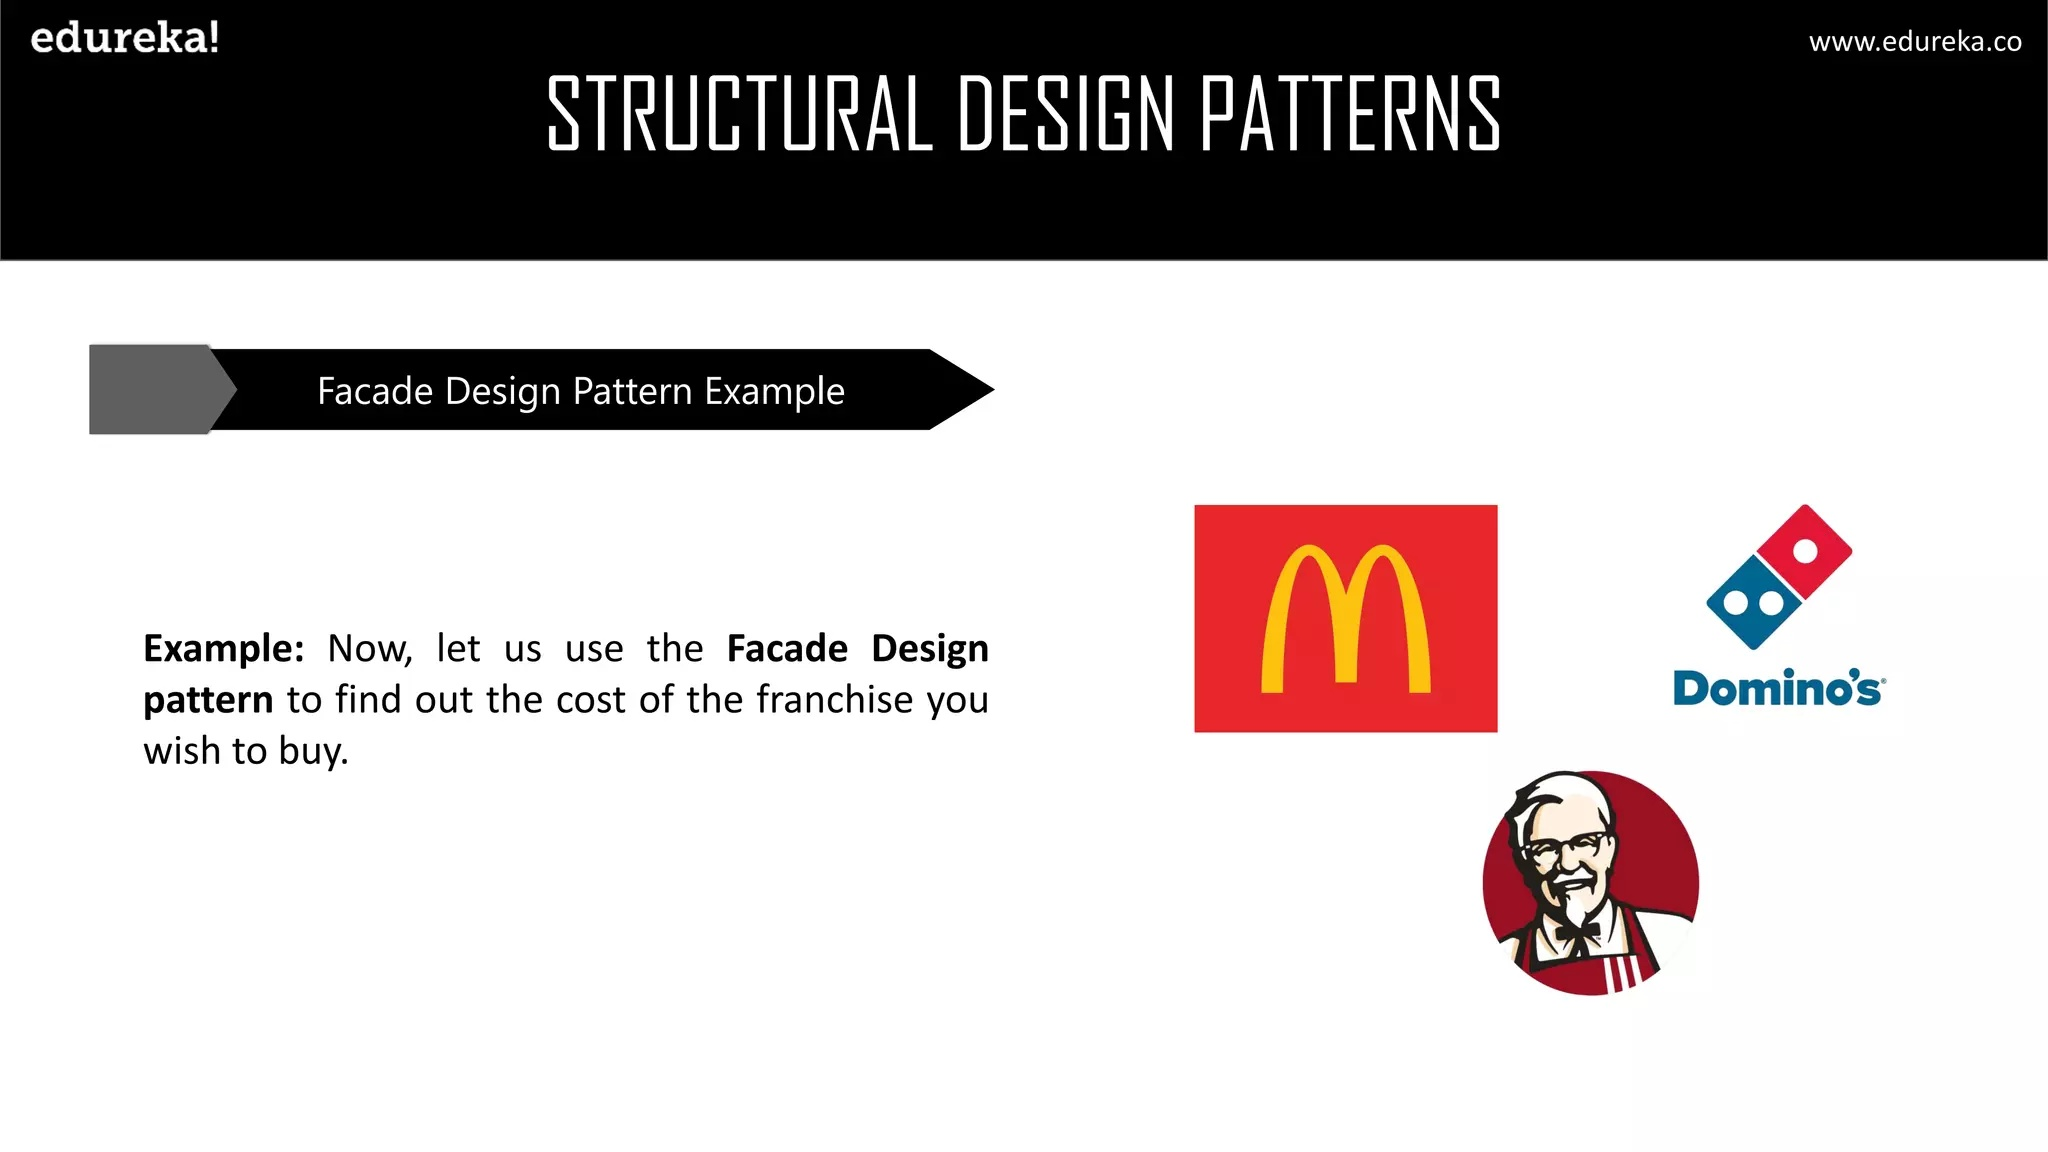 edureka!
www.edureka.co
STRUCTURAL DESIGN PATTERNS
Facade Design Pattern Example
Example: Now, let us use the Facade Design
pattern to find out the cost of the franchise you
wish to buy.
Domino's®